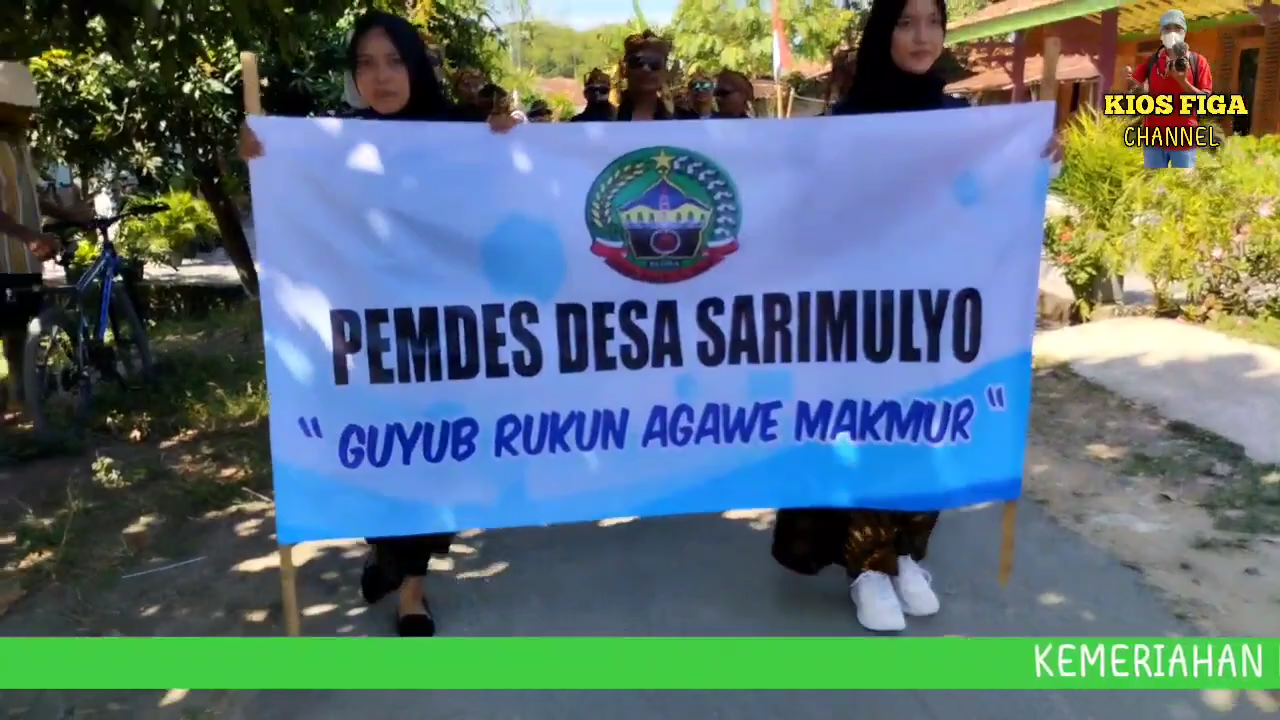 KIOS FIGA
CHANNEL
PEMDES DESA SARIMULYO
" GUYUB RUKUN AGAWE MAKMUR "
KEMERIAHAN